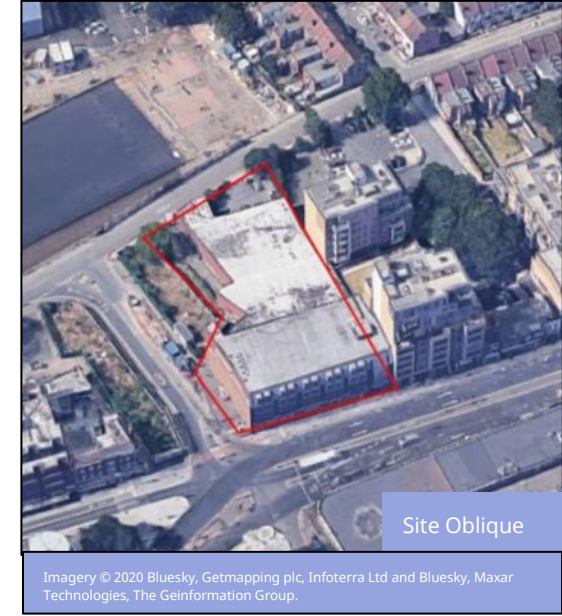 Site Oblique
Imagery © 2020 Bluesky, Getmapping plc, Infoterra Ltd and Bluesky, Maxar
Technologies, The Geinformation Group.